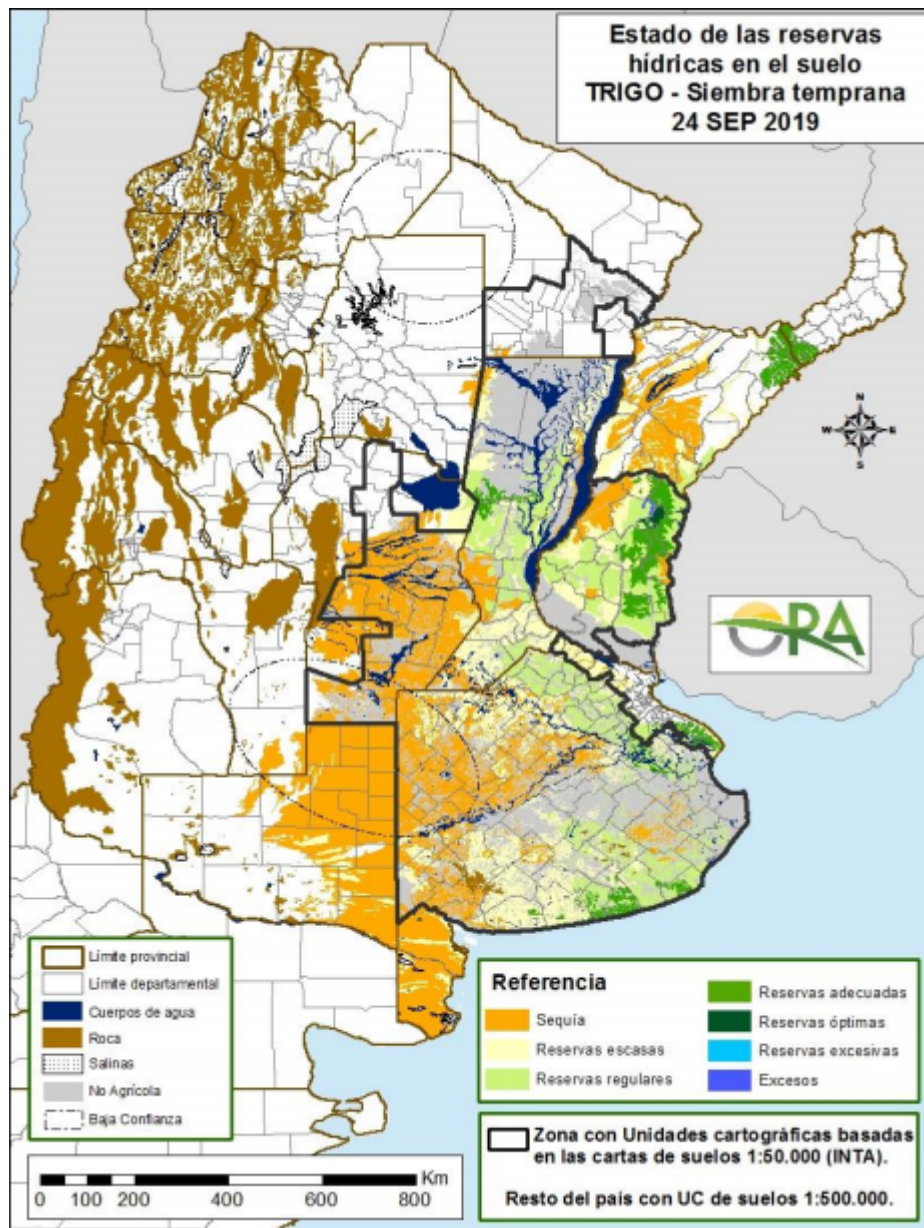 Estado de las reservas
hídricas en el suelo
TRIGO - Siembra temprana
24 SEP 2019
N
W
E
S
ORA
Límite provincial
Límite departamental
Cuerpos de agua
Roca
Salinas
No Agrícola
Baja Confianza
Referencia
Sequía
Reservas escasas
Reservas regulares
Reservas adecuadas
Reservas óptimas
Reservas excesivas
Excesos
Zona con Unidades cartográficas basadas
en las cartas de suelos 1:50.000 (INTA).
Resto del país con UC de suelos 1:500.000.
Km
0 50 100 200 400 600 800